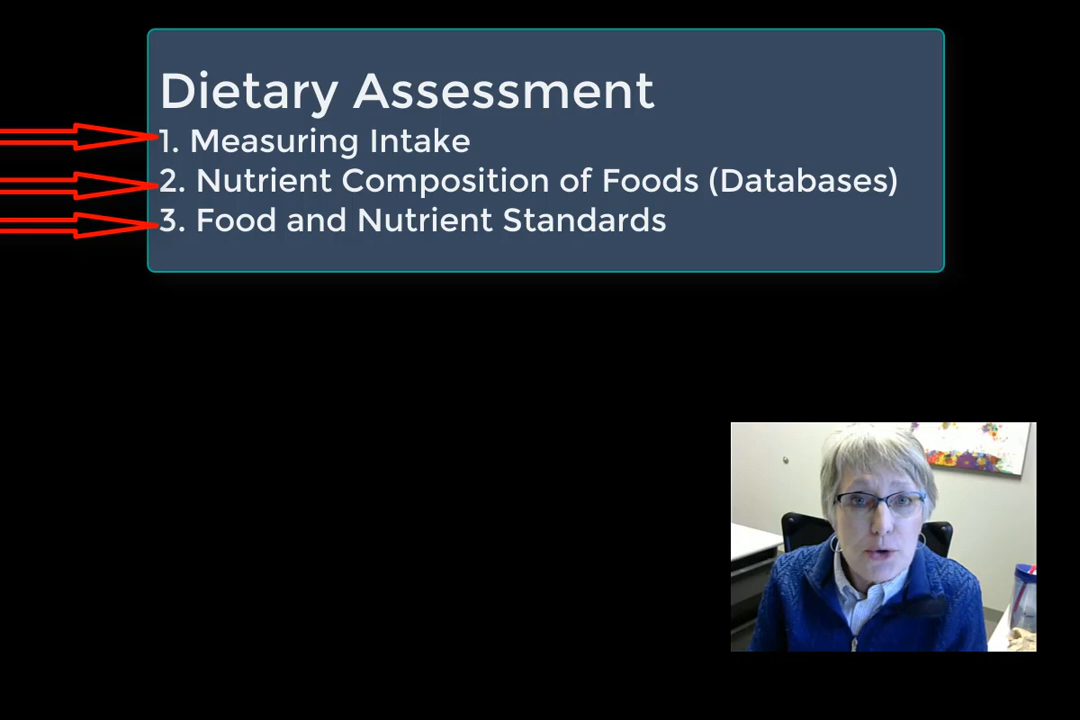 Dietary Assessment
1. Measuring Intake
2. Nutrient Composition of Foods (Databases)
3. Food and Nutrient Standards